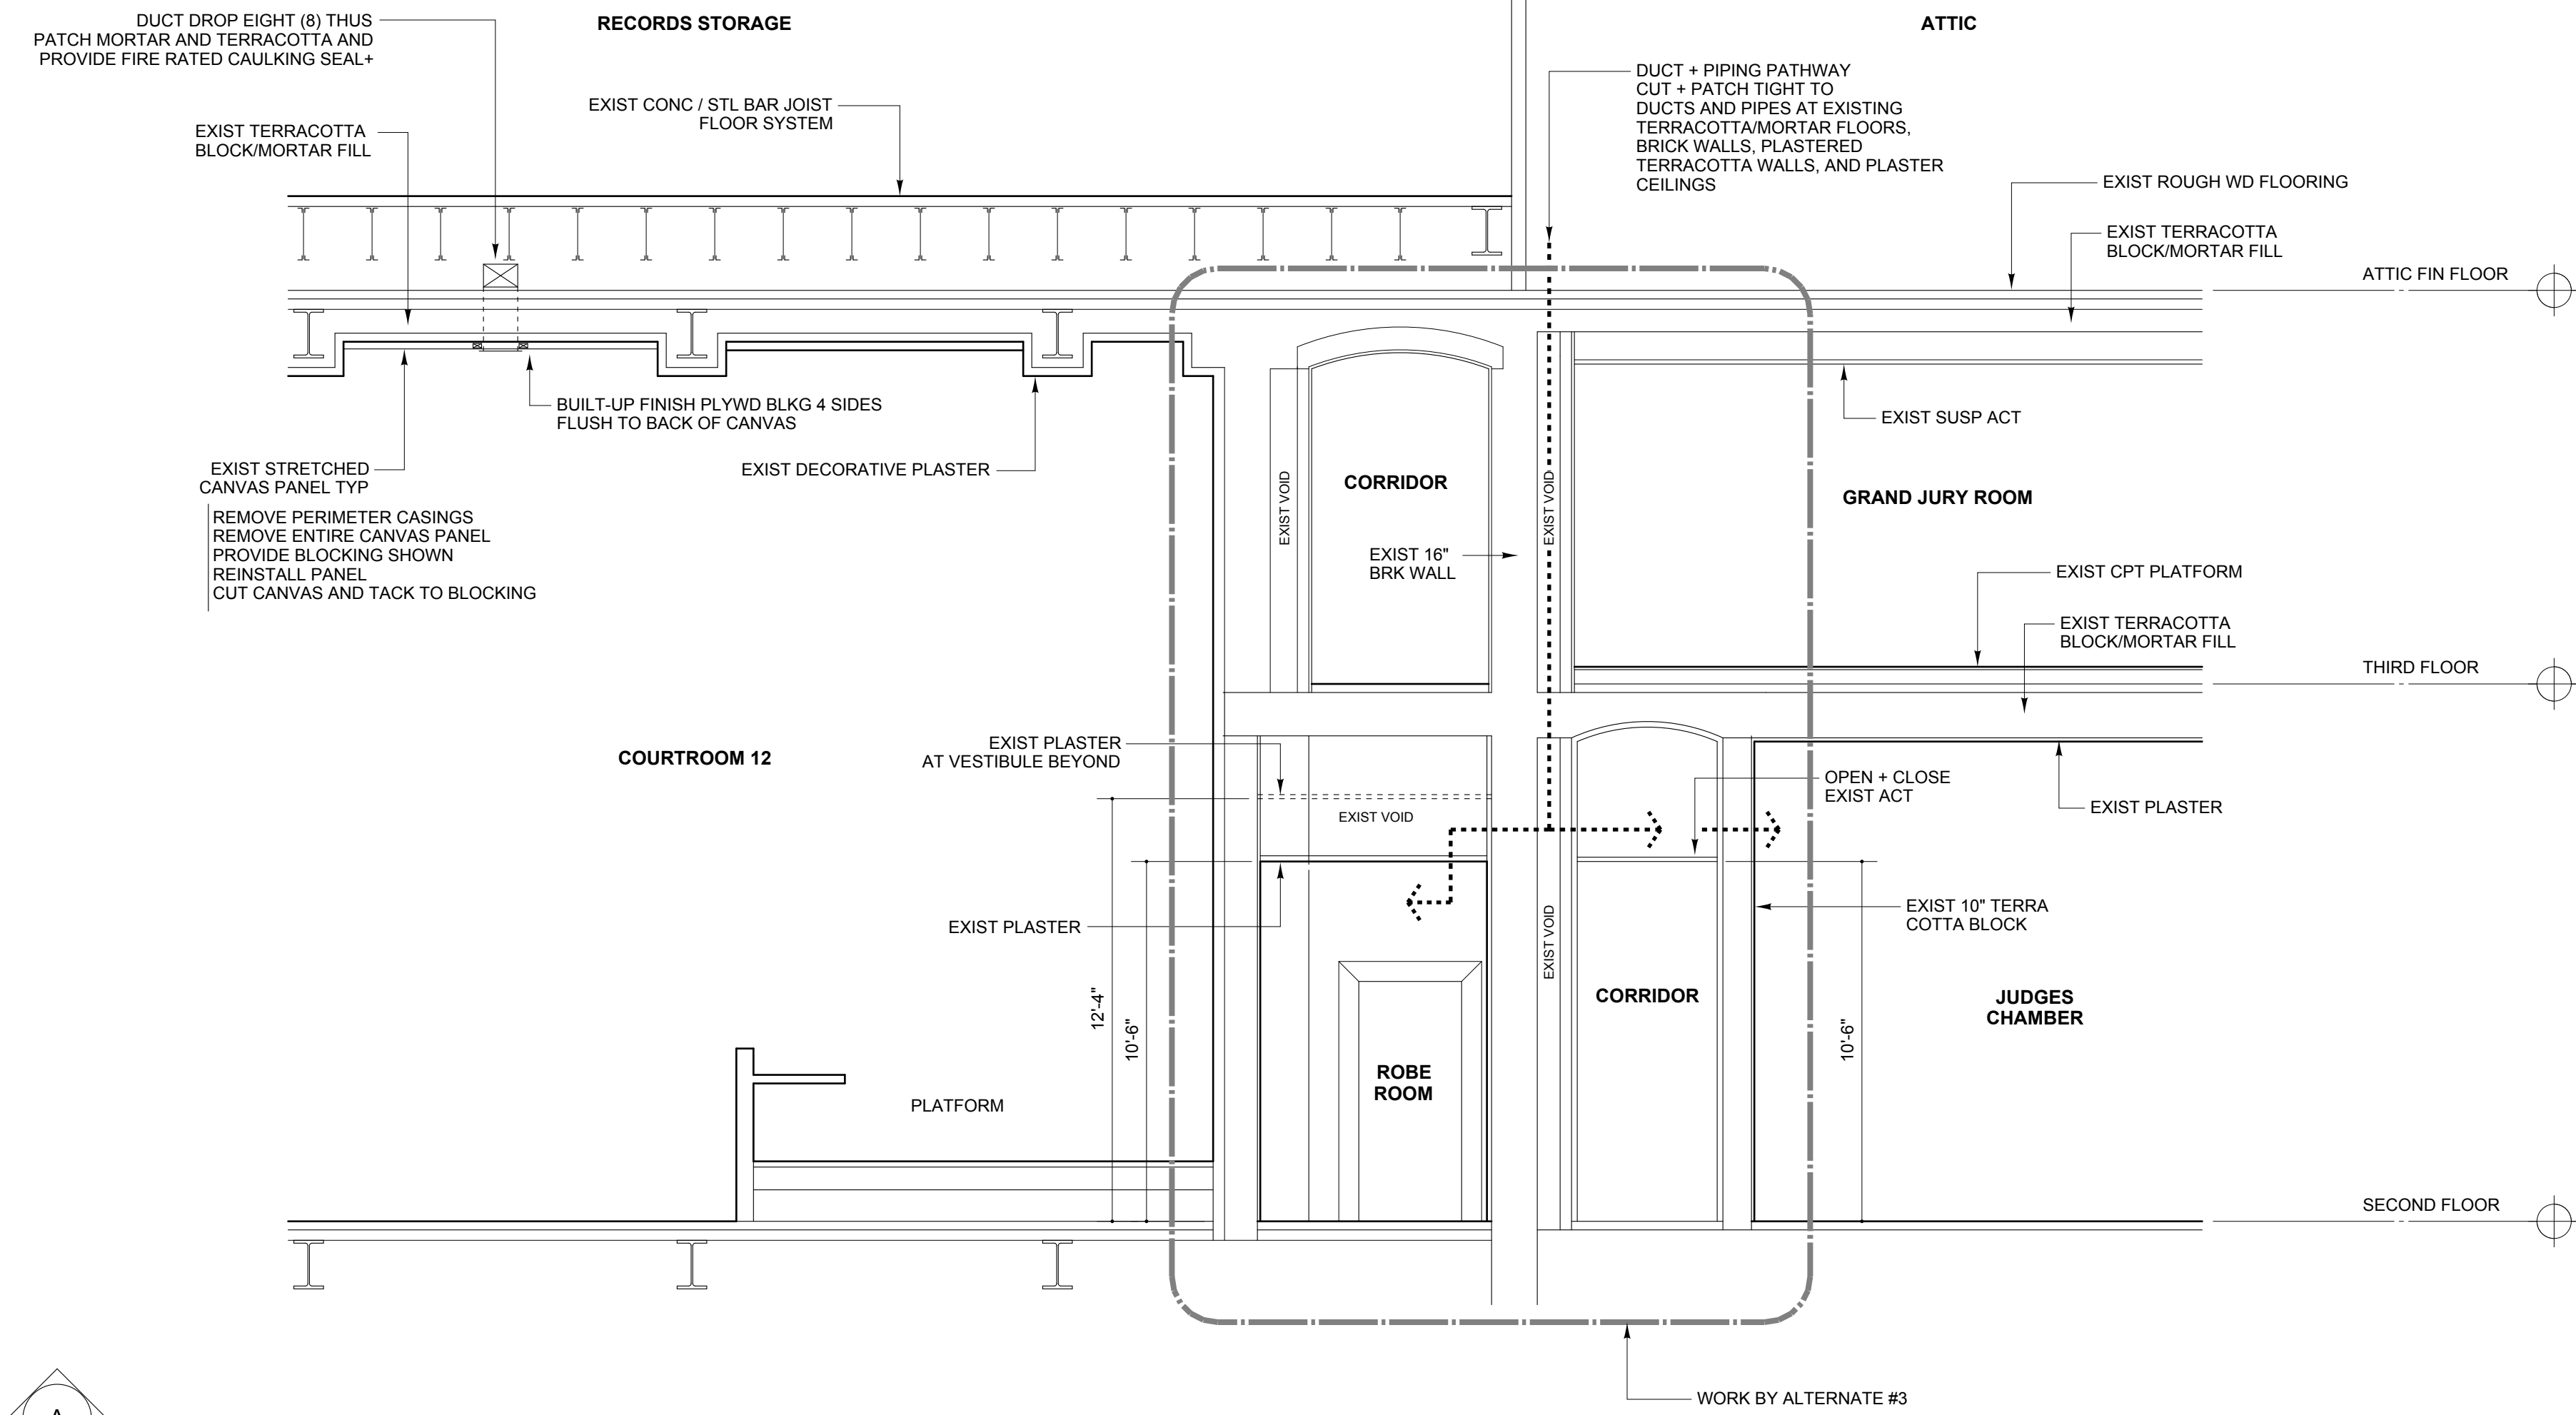 DUCT DROP EIGHT (8) THUS
PATCH MORTAR AND TERRACOTTA AND
PROVIDE FIRE RATED CAULKING SEAL+
RECORDS STORAGE
ATTIC
DUCT + PIPING PATHWAY
CUT + PATCH TIGHT TO
DUCTS AND PIPES AT EXISTING
TERRACOTTA/MORTAR FLOORS,
BRICK WALLS, PLASTERED
TERRACOTTA WALLS, AND PLASTER
CEILINGS
EXIST CONC / STL BAR JOIST
FLOOR SYSTEM
EXIST TERRACOTTA
BLOCK/MORTAR FILL
EXIST ROUGH WD FLOORING
EXIST TERRACOTTA
BLOCK/MORTAR FILL
ATTIC FIN FLOOR
BUILT-UP FINISH PLYWD BLKG 4 SIDES
FLUSH TO BACK OF CANVAS
EXIST SUSP ACT
EXIST STRETCHED
CANVAS PANEL TYP
EXIST DECORATIVE PLASTER
REMOVE PERIMETER CASINGS
REMOVE ENTIRE CANVAS PANEL
PROVIDE BLOCKING SHOWN
REINSTALL PANEL
CUT CANVAS AND TACK TO BLOCKING
EXIST VOID
CORRIDOR
EXIST VOID
GRAND JURY ROOM
EXIST 16"
BRK WALL
EXIST CPT PLATFORM
EXIST TERRACOTTA
BLOCK/MORTAR FILL
THIRD FLOOR
COURTROOM 12
EXIST PLASTER
AT VESTIBULE BEYOND
EXIST VOID
OPEN + CLOSE
EXIST ACT
EXIST PLASTER
EXIST PLASTER
EXIST VOID
EXIST 10" TERRA
COTTA BLOCK
12'-4"
10'-6"
CORRIDOR
10'-6"
JUDGES
CHAMBER
ROBE
ROOM
PLATFORM
SECOND FLOOR
WORK BY ALTERNATE #3